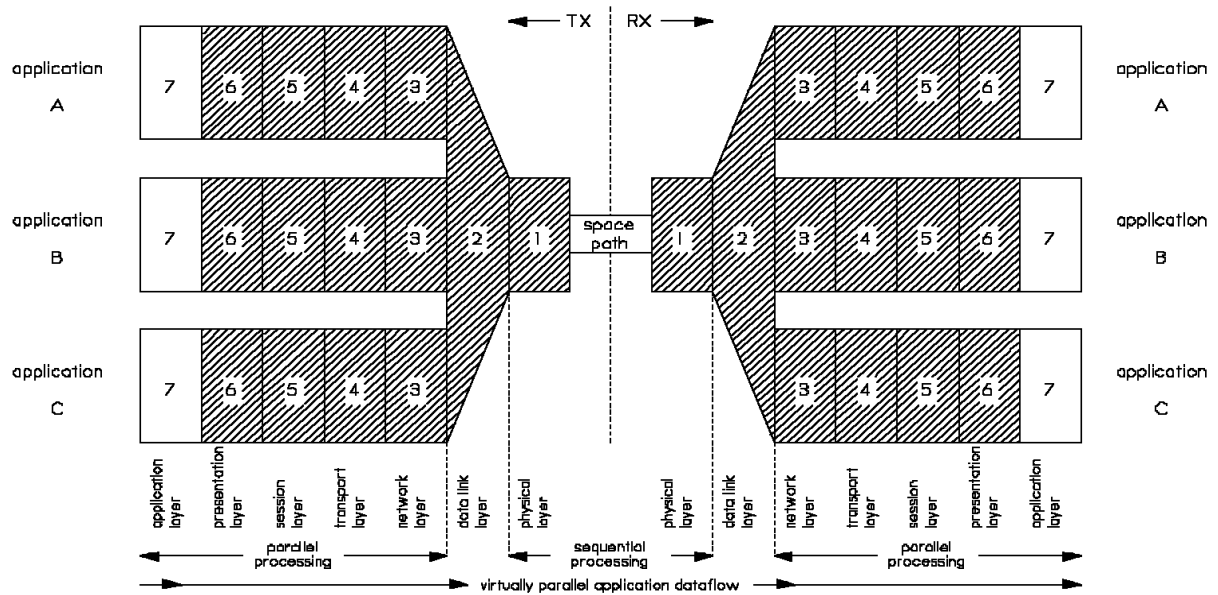 TX RX
application
A
7 6 5 4 3
3 4 5 6 7
application
A
application
B
7 6 5 4 3 2 1
space
path
1 2 3 4 5 6 7
application
B
application
C
7 6 5 4 3
3 4 5 6 7
application
C
application
layer
presentation
layer
session
layer
transport
layer
network
layer
data link
layer
physical
layer
physical
layer
data link
layer
network
layer
transport
layer
session
layer
presentation
layer
application
layer
parallel
processing
sequential
processing
parallel
processing
virtually parallel application dataflow